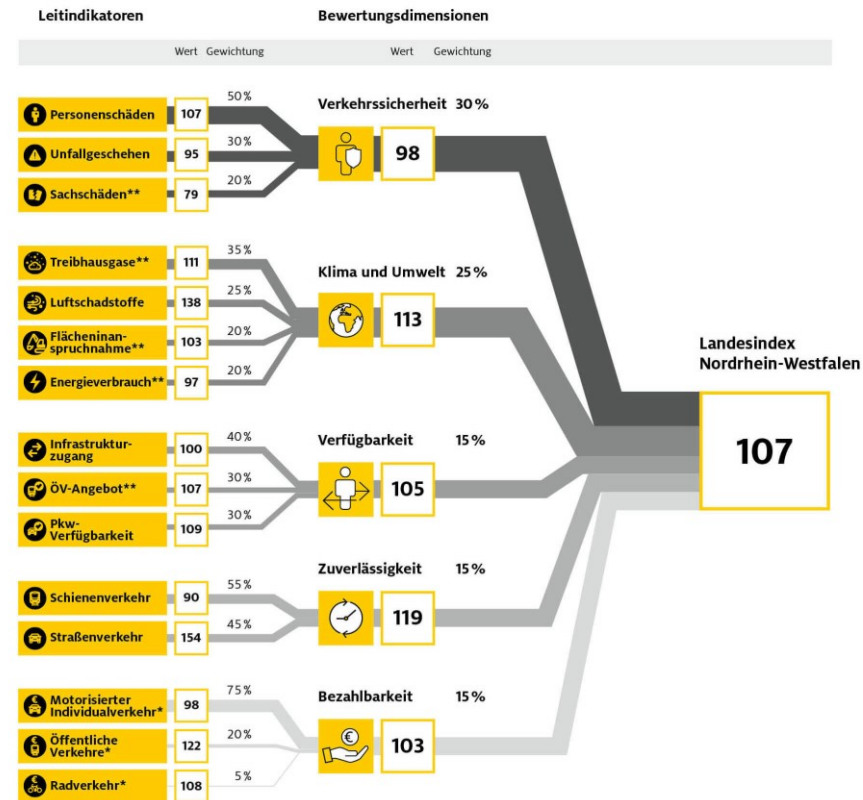 Leitindikatoren
Bewertungsdimensionen
Wert Gewichtung
Wert Gewichtung
Personenschäden 107 50 %
Unfallgeschehen 95 30 %
Sachschäden** 79 20 %
Verkehrssicherheit 30 %
98
Treibhausgase** 111 35 %
Luftschadstoffe 138 25 %
Flächeninan-
spruchnahme** 103 20 %
Energieverbrauch** 97 20 %
Klima und Umwelt 25 %
113
Infrastruktur-
zugang 100 40 %
ÖV-Angebot** 107 30 %
Pkw-
Verfügbarkeit 109 30 %
Verfügbarkeit 15 %
105
Schienenverkehr 90 55 %
Straßenverkehr 154 45 %
Zuverlässigkeit 15 %
119
Motorisierter
Individualverkehr* 98 75 %
Öffentliche
Verkehre* 122 20 %
Radverkehr* 108 5 %
Bezahlbarkeit 15 %
€
103
Landesindex
Nordrhein-Westfalen
107